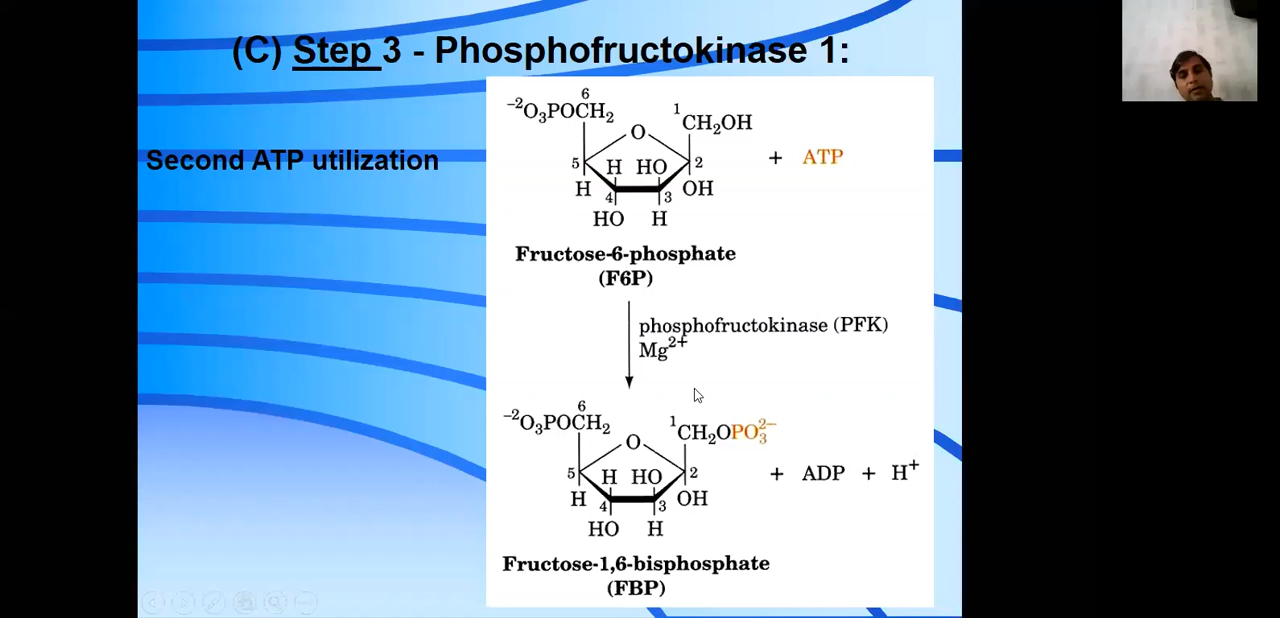 (C) Step 3 - Phosphofructokinase 1:
Second ATP utilization
6
⁻²O₃POCH₂
1
CH₂OH
O
+ ATP
5 H HO 2
H 4 3 OH
HO H
Fructose-6-phosphate
(F6P)
phosphofructokinase (PFK)
Mg²⁺
6
⁻²O₃POCH₂
1
CH₂OPO₃²⁻
O
5 H HO 2
+ ADP + H⁺
H 4 3 OH
HO H
Fructose-1,6-bisphosphate
(FBP)